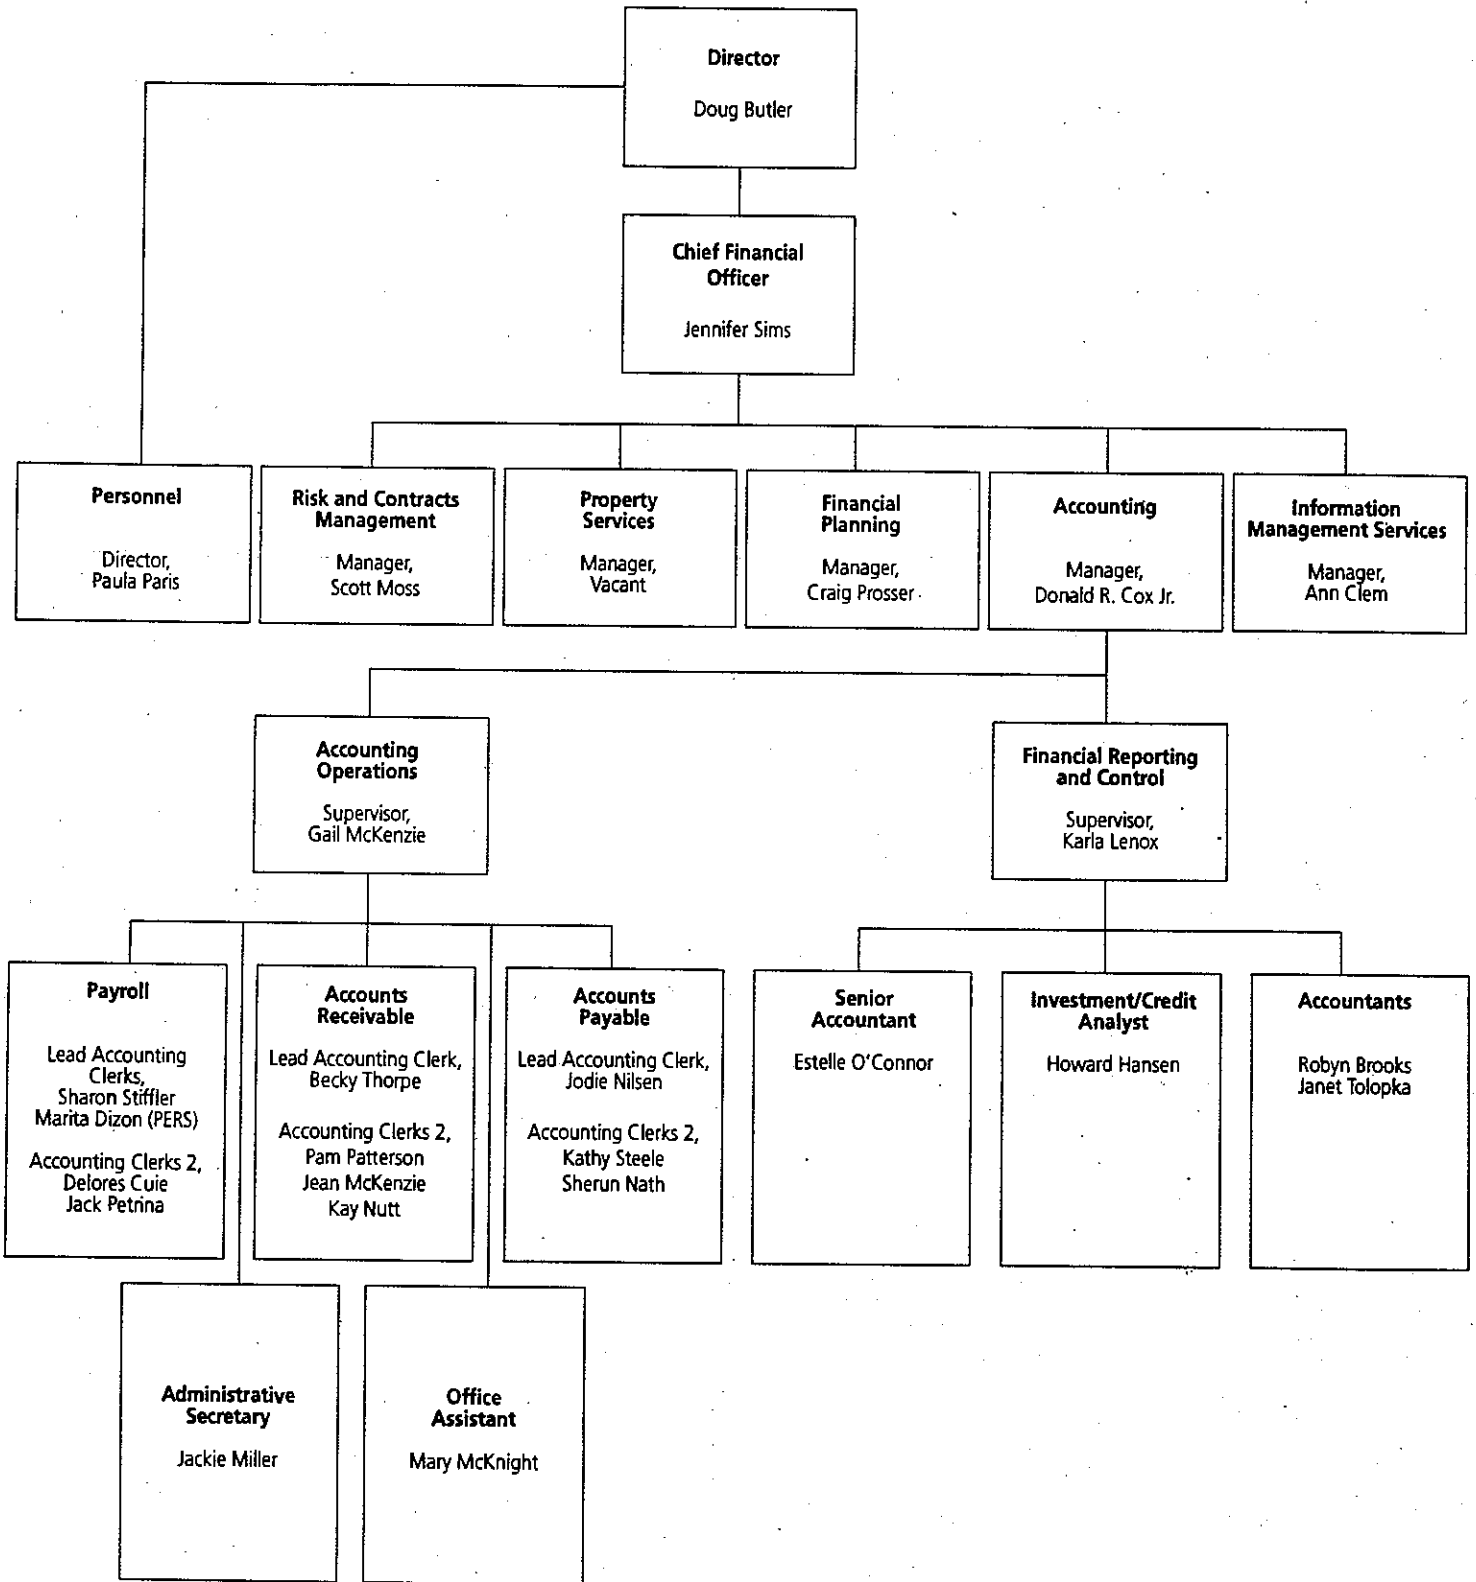 Director
Doug Butler
Chief Financial
Officer
Jennifer Sims
Personnel
Director,
Paula Paris
Risk and Contracts
Management
Manager,
Scott Moss
Property
Services
Manager,
Vacant
Financial
Planning
Manager,
Craig Prosser
Accounting
Manager,
Donald R. Cox Jr.
Information
Management Services
Manager,
Ann Clem
Accounting
Operations
Supervisor,
Gail McKenzie
Financial Reporting
and Control
Supervisor,
Karla Lenox
Payroll
Lead Accounting
Clerks,
Sharon Stiffler
Marita Dizon (PERS)
Accounting Clerks 2,
Delores Cuie
Jack Petrina
Accounts
Receivable
Lead Accounting Clerk,
Becky Thorpe
Accounting Clerks 2,
Pam Patterson
Jean McKenzie
Kay Nutt
Accounts
Payable
Lead Accounting Clerk,
Jodie Nilsen
Accounting Clerks 2,
Kathy Steele
Sherun Nath
Senior
Accountant
Estelle O'Connor
Investment/Credit
Analyst
Howard Hansen
Accountants
Robyn Brooks
Janet Tolopka
Administrative
Secretary
Jackie Miller
Office
Assistant
Mary McKnight